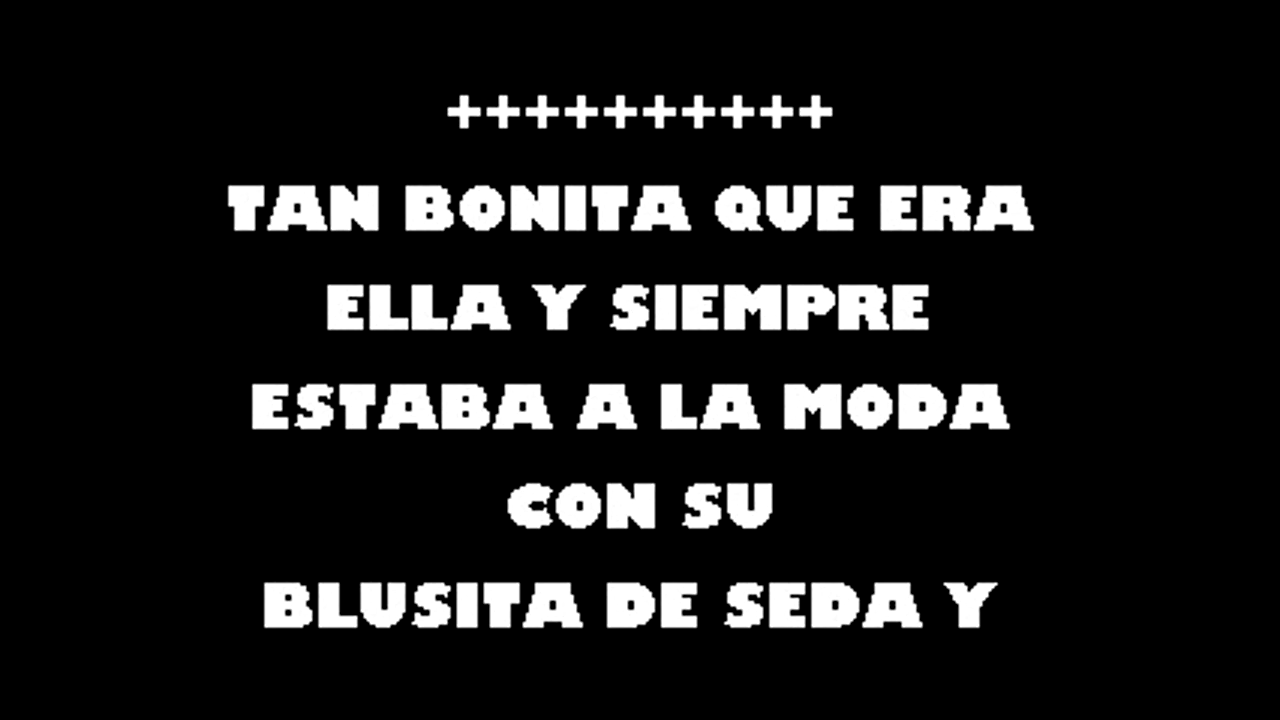 ++++++++++
TAN BONITA QUE ERA
ELLA Y SIEMPRE
ESTABA A LA MODA
CON SU
BLUSITA DE SEDA Y